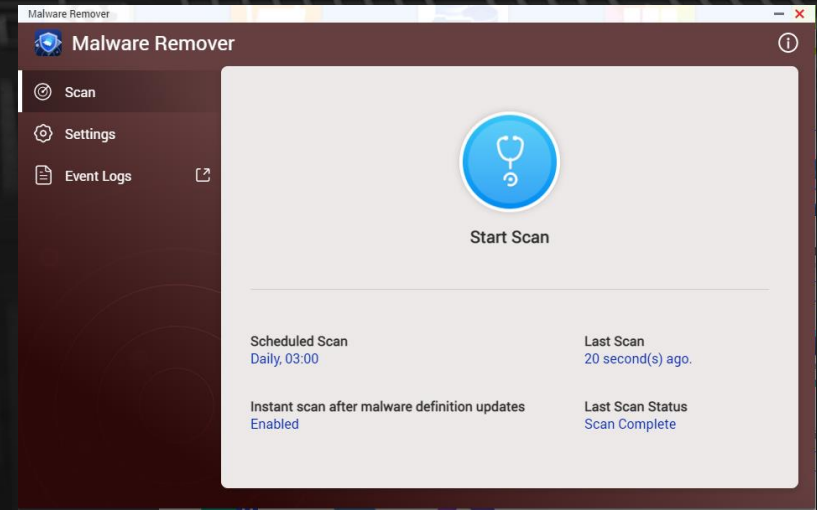 Malware Remover
Malware Remover
Scan
Settings
Event Logs
Start Scan
Scheduled Scan
Daily, 03:00
Last Scan
20 second(s) ago.
Instant scan after malware definition updates
Enabled
Last Scan Status
Scan Complete